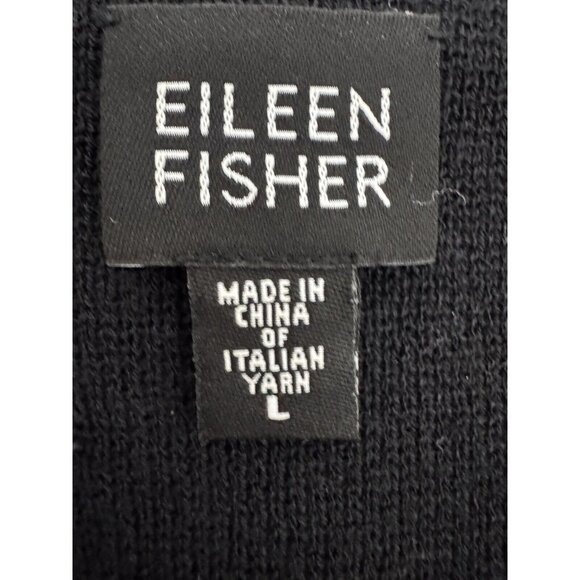 EILEEN
FISHER
MADE IN
CHINA
OF
ITALIAN
YARN
L